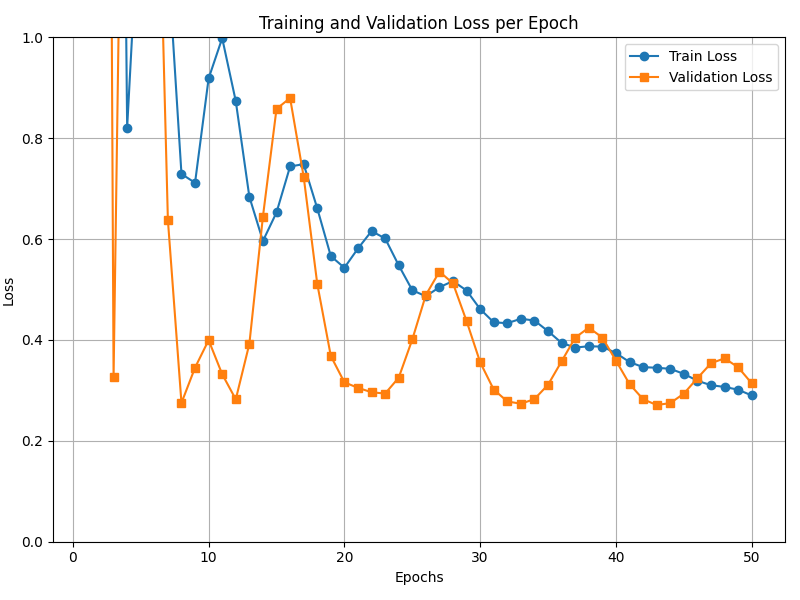 Training and Validation Loss per Epoch
Train Loss
Validation Loss
Loss
1.0
0.8
0.6
0.4
0.2
0.0
0 10 20 30 40 50
Epochs